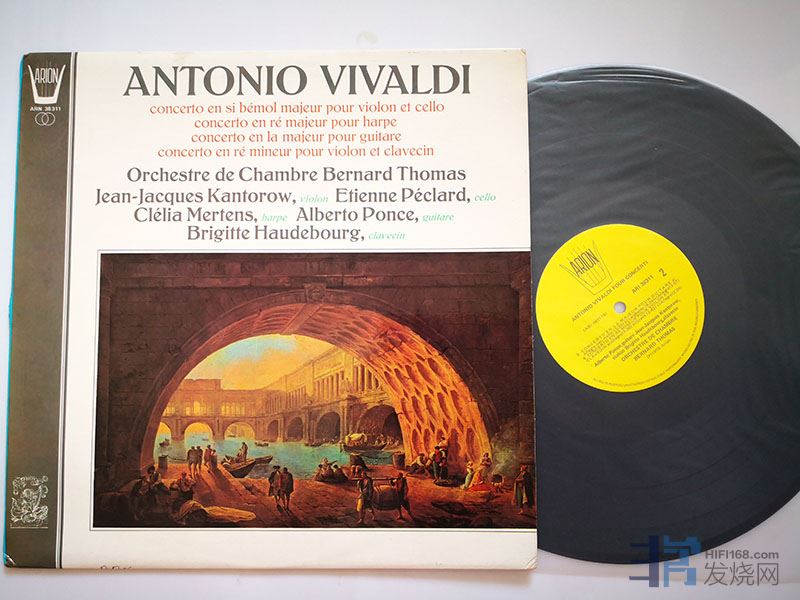 ARION
ARN 38311
ANTONIO VIVALDI
concerto en si bémol majeur pour violon et cello
concerto en ré majeur pour harpe
concerto en la majeur pour guitare
concerto en ré mineur pour violon et clavecin
Orchestre de Chambre Bernard Thomas
Jean-Jacques Kantorow, violon Etienne Péclard, cello
Clélia Mertens, harpe Alberto Ponce, guitare
Brigitte Haudebourg, clavecin
ARION
ANTONIO VIVALDI FOUR CONCERTI
ARI 38311 2
ORCHESTRE DE CHAMBRE
BERNARD THOMAS
HIFI168.com
发烧网